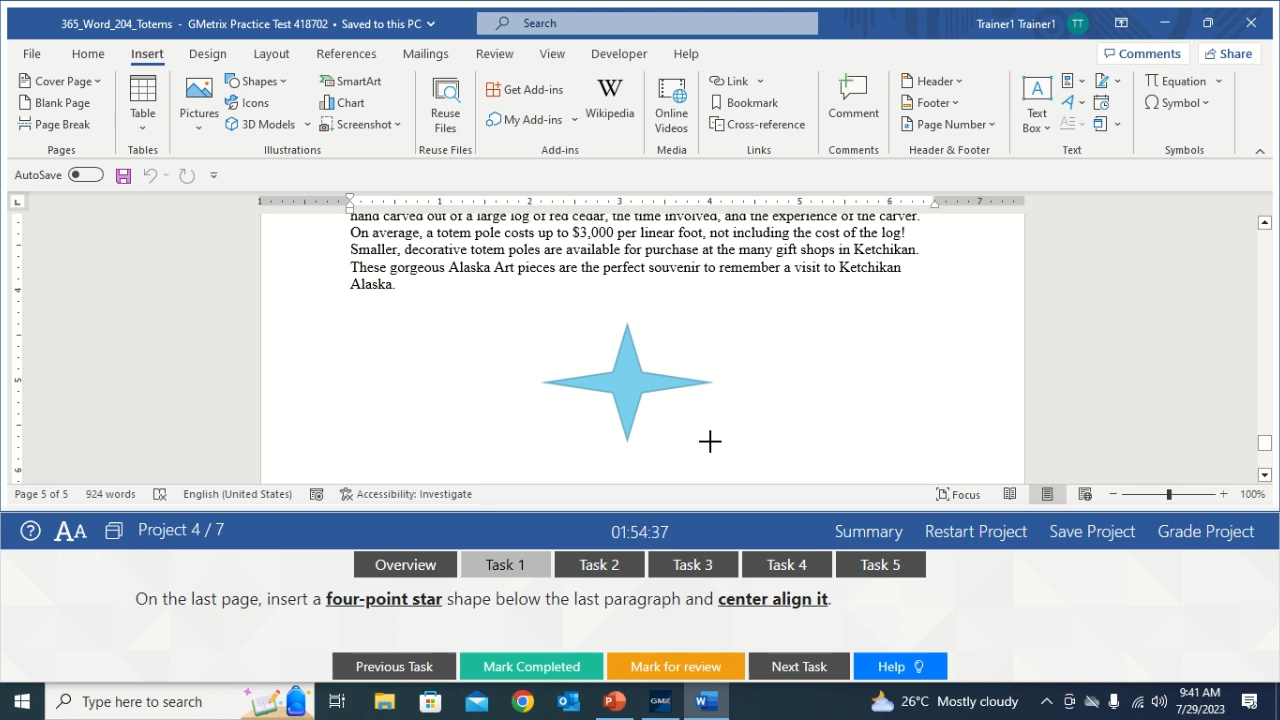 365_Word_204_Totems - GMetrix Practice Test 418702 • Saved to this PC
Search
Trainer1 Trainer1 TT
File Home Insert Design Layout References Mailings Review View Developer Help Comments Share
Cover Page
Blank Page
Page Break
Pages
Table
Tables
Pictures
Shapes
Icons
3D Models
SmartArt
Chart
Screenshot
Illustrations
Reuse
Files
Reuse Files
Get Add-ins
My Add-ins
Wikipedia
Add-ins
Online
Videos
Media
Link
Bookmark
Cross-reference
Links
Comment
Comments
Header
Footer
Page Number
Header & Footer
Text
Box
Text
Equation
Symbol
Symbols
AutoSave
1 1 2 3 4 5 6 7
hand carved out of a large log of red cedar, the time involved, and the experience of the carver.
On average, a totem pole costs up to $3,000 per linear foot, not including the cost of the log!
Smaller, decorative totem poles are available for purchase at the many gift shops in Ketchikan.
These gorgeous Alaska Art pieces are the perfect souvenir to remember a visit to Ketchikan
Alaska.
4
5
6
Page 5 of 5 924 words English (United States) Accessibility: Investigate Focus 100%
Project 4 / 7 01:54:37 Summary Restart Project Save Project Grade Project
Overview Task 1 Task 2 Task 3 Task 4 Task 5
On the last page, insert a four-point star shape below the last paragraph and center align it.
Previous Task Mark Completed Mark for review Next Task Help
Type here to search
26°C Mostly cloudy
9:41 AM
7/29/2023